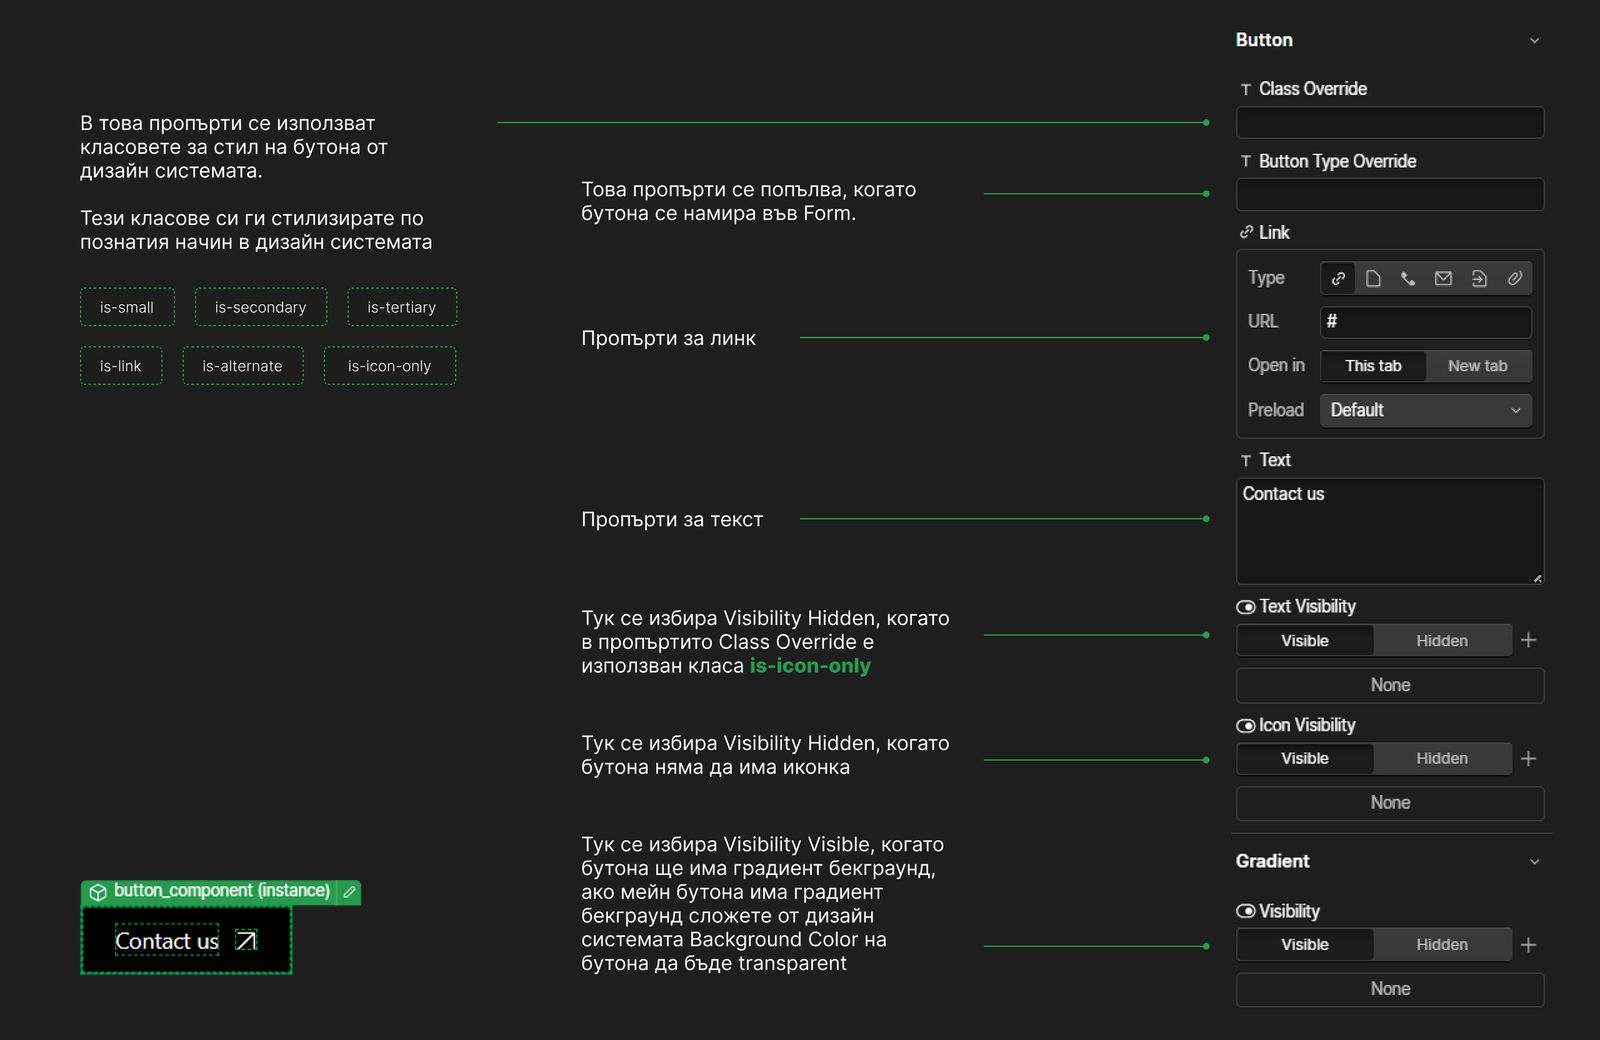 В това пропърти се използват
класовете за стил на бутона от
дизайн системата.
Тези класове си ги стилизирате по
познатия начин в дизайн системата
is-small
is-secondary
is-tertiary
is-link
is-alternate
is-icon-only
button_component (instance)
Contact us
Това пропърти се попълва, когато
бутона се намира във Form.
Пропърти за линк
Пропърти за текст
Тук се избира Visibility Hidden, когато
в пропъртито Class Override е
използван класа is-icon-only
Тук се избира Visibility Hidden, когато
бутона няма да има иконка
Тук се избира Visibility Visible, когато
бутона ще има градиент бекграунд,
ако мейн бутона има градиент
бекграунд сложете от дизайн
системата Background Color на
бутона да бъде transparent
Button
Class Override
Button Type Override
Link
Type
URL
#
Open in
This tab
New tab
Preload
Default
Text
Contact us
Text Visibility
Visible
Hidden
None
Icon Visibility
Visible
Hidden
None
Gradient
Visibility
Visible
Hidden
None